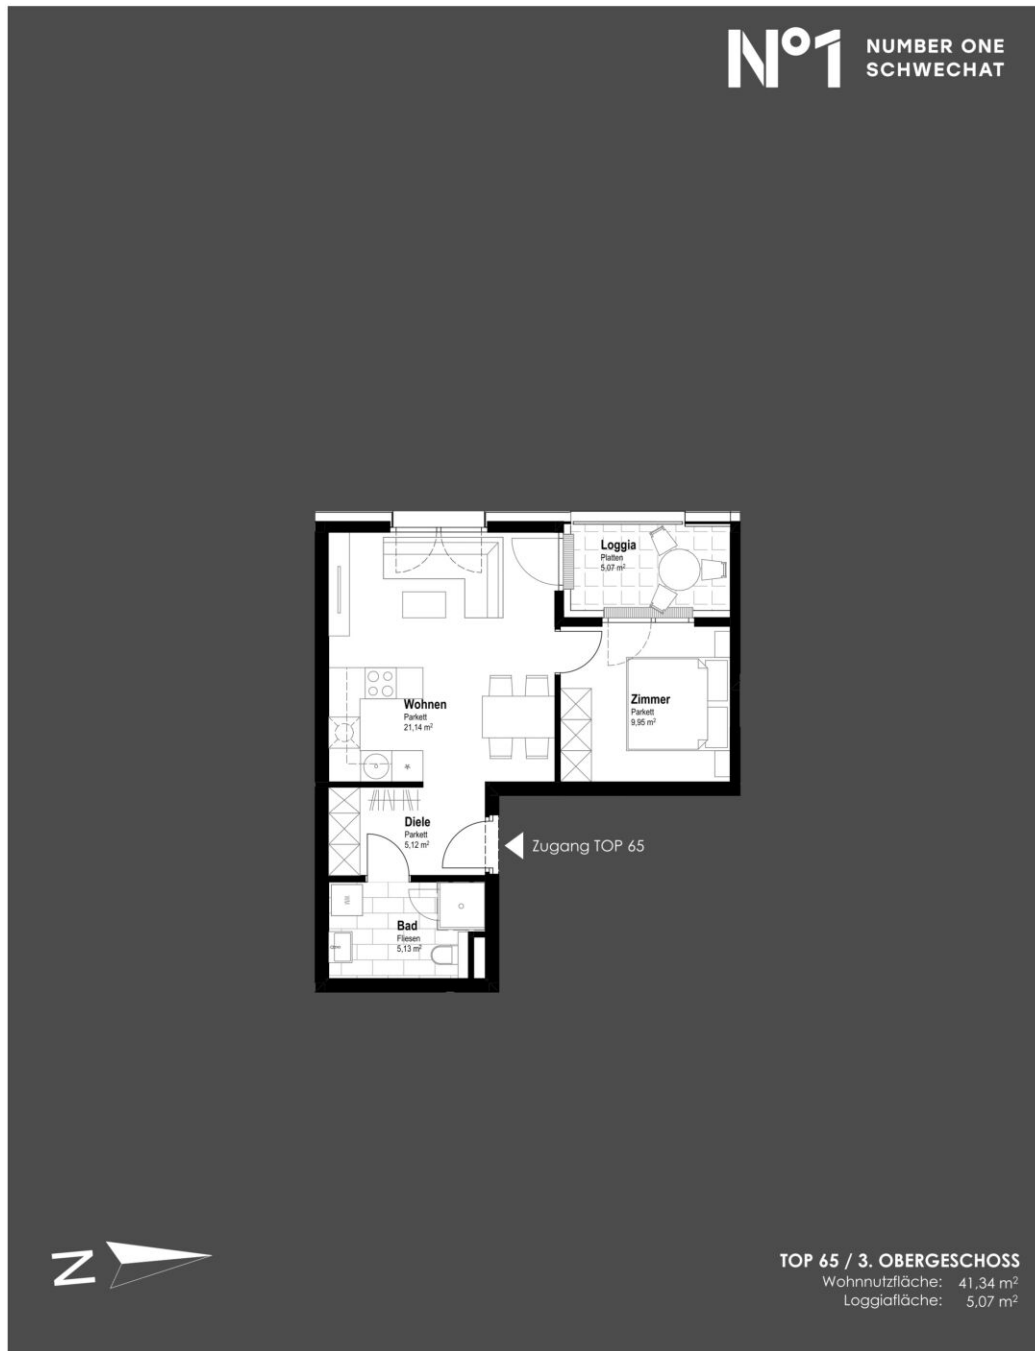 Nº1 NUMBER ONE
SCHWECHAT
Loggia
Platten
5,07 m²
Wohnen
Parkett
21,14 m²
Zimmer
Parkett
9,95 m²
Diele
Parkett
5,12 m²
Zugang TOP 65
Bad
Fliesen
5,13 m²
N
TOP 65 / 3. OBERGESCHOSS
Wohnnutzfläche: 41,34 m²
Loggiafläche: 5,07 m²